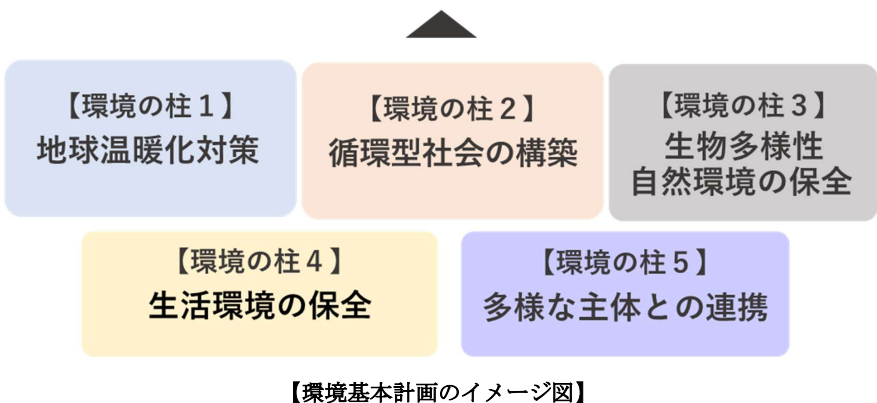 【環境の柱1】
地球温暖化対策
【環境の柱2】
循環型社会の構築
【環境の柱3】
生物多様性
自然環境の保全
【環境の柱4】
生活環境の保全
【環境の柱5】
多様な主体との連携
【環境基本計画のイメージ図】